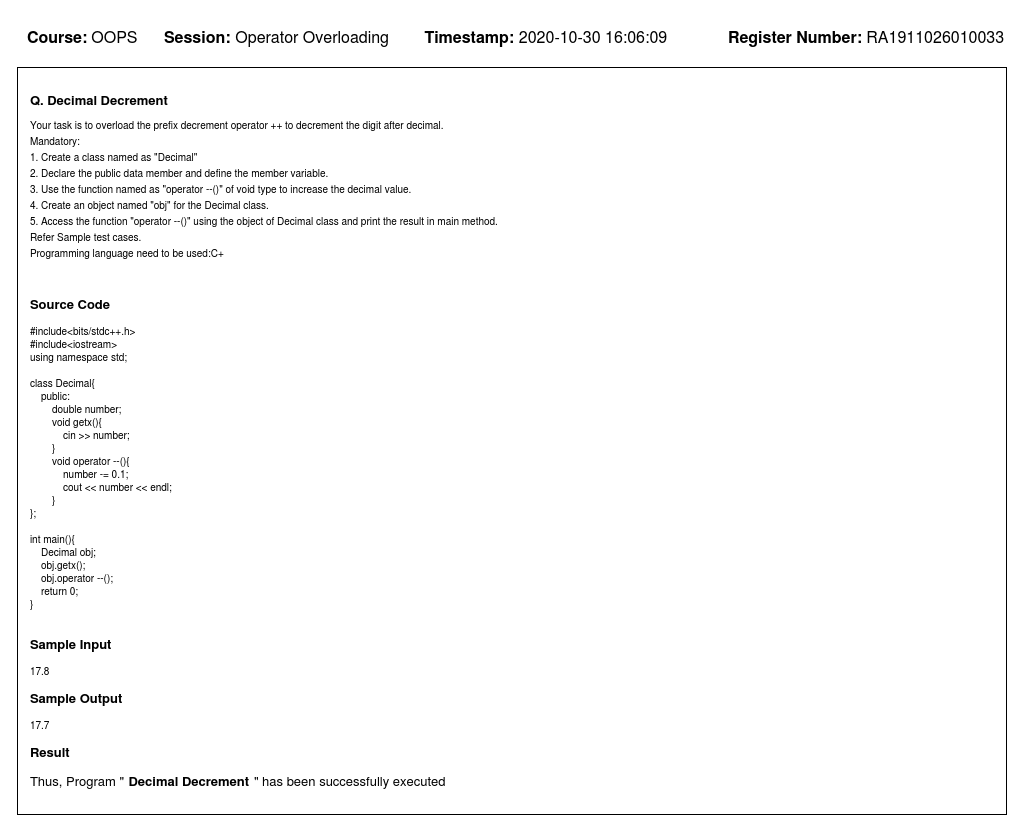 Course: OOPS Session: Operator Overloading Timestamp: 2020-10-30 16:06:09 Register Number: RA1911026010033
Q. Decimal Decrement
Your task is to overload the prefix decrement operator ++ to decrement the digit after decimal.
Mandatory:
1. Create a class named as "Decimal"
2. Declare the public data member and define the member variable.
3. Use the function named as "operator --()" of void type to increase the decimal value.
4. Create an object named "obj" for the Decimal class.
5. Access the function "operator --()" using the object of Decimal class and print the result in main method.
Refer Sample test cases.
Programming language need to be used:C+
Source Code
#include<bits/stdc++.h>
#include<iostream>
using namespace std;
class Decimal{
public:
double number;
void getx(){
cin >> number;
}
void operator --(){
number -= 0.1;
cout << number << endl;
}
};
int main(){
Decimal obj;
obj.getx();
obj.operator --();
return 0;
}
Sample Input
17.8
Sample Output
17.7
Result
Thus, Program " Decimal Decrement " has been successfully executed